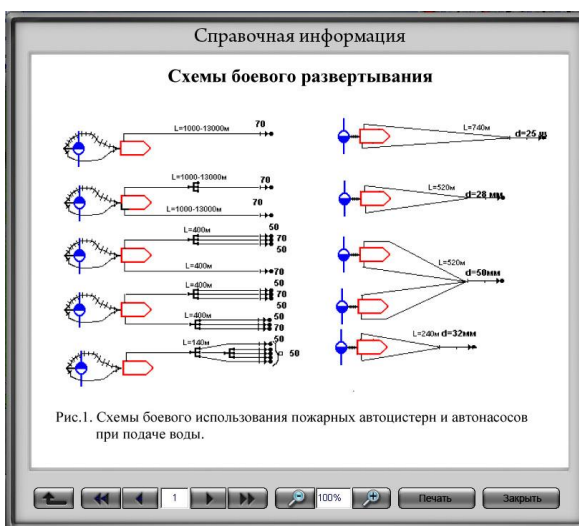 Справочная информация
Схемы боевого развертывания
70
L=1000-13000м
L=740м
d=25
70
L=1000-13000м
70
L=1000-13000м
L=520м
d=28 мм
50
L=400м
70
50
L=400м
70
L=520м
d=50мм
50
L=400м
70
50
L=400м
50
70
50
L=140м
50
L=240м d=32мм
Рис.1. Схемы боевого использования пожарных автоцистерн и автонасосов
при подаче воды.
1
100%
Печать
Закрыть